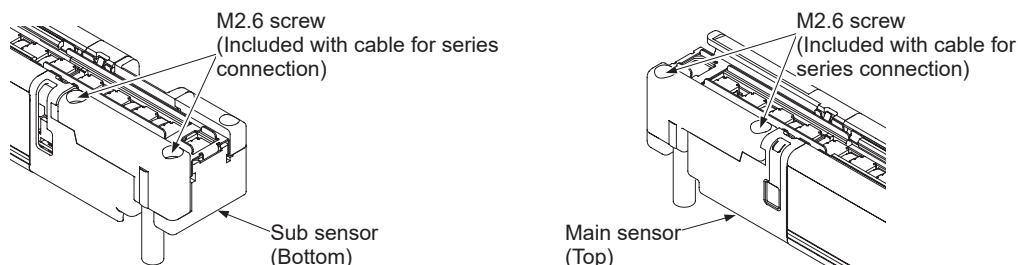 M2.6 screw
(Included with cable for series
connection)
Sub sensor
(Bottom)
M2.6 screw
(Included with cable for
series connection)
Main sensor
(Top)